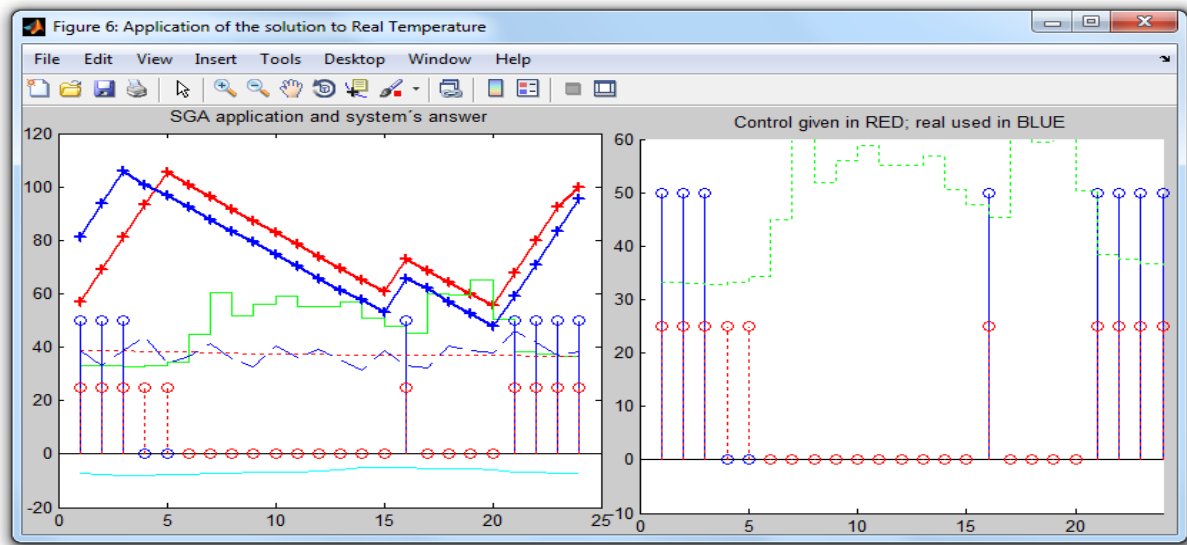 Figure 6: Application of the solution to Real Temperature
File Edit View Insert Tools Desktop Window Help
SGA application and system´s answer
120
100
80
60
40
20
0
-20
0 5 10 15 20 25
Control given in RED; real used in BLUE
60
50
40
30
20
10
0
-10
0 5 10 15 20